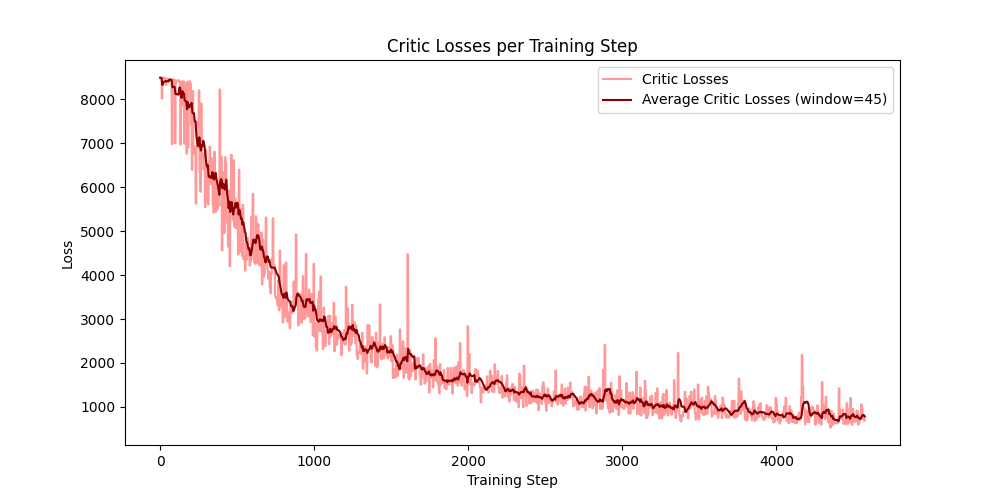 Critic Losses per Training Step
Critic Losses
Average Critic Losses (window=45)
8000
7000
6000
5000
4000
3000
2000
1000
Loss
0
1000
2000
3000
4000
Training Step